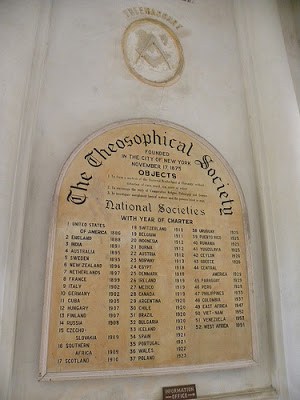 The Theosophical Society
FOUNDED
IN THE CITY OF NEW YORK
NOVEMBER 17, 1875
OBJECTS
National Societies
WITH YEAR OF CHARTER
1 UNITED STATES
OF AMERICA 1886
2 ENGLAND 1888
3 INDIA
4 AUSTRALIA 1895
5 SWEDEN 1895
6 NEW ZEALAND 1896
7 NETHERLANDS 1897
8 FRANCE 1899
9 ITALY 1902
10 GERMANY 1902
11 CUBA 1905
12 HUNGARY 1907
13 FINLAND 1907
14 RUSSIA 1908
15 CZECHO
SLOVAKIA 1909
16 SOUTHERN
AFRICA 1909
17 SCOTLAND 1910
18 SWITZERLAND 1910
19 BELGIUM 1911
20 INDONESIA 1912
21 BURMA 1912
22 AUSTRIA 1912
23 NORWAY 1913
24 EGYPT 1918
25 DENMARK 1918
26 IRELAND 1919
27 MEXICO 1919
28 CANADA 1919
29 ARGENTINA 1920
30 CHILE 1920
31 BRAZIL 1920
32 BULGARIA 1920
33 ICELAND 1921
34 SPAIN 1921
35 PORTUGAL 1921
36 WALES 1922
37 POLAND 1922
38 URUGUAY 1925
39 PUERTO RICO 1925
40 RUMANIA 1925
41 YUGOSLAVIA 1925
42 CEYLON 1926
43 GREECE 1928
44 CENTRAL
AMERICA 1929
45 PARAGUAY
46 PERU
47 PHILIPPINES 1933
48 COLOMBIA 1937
49 EAST AFRICA 1947
50 VIET-NAM 1952
51 VENEZUELA
52 WEST AFRICA
INFORMATION
OFFICE